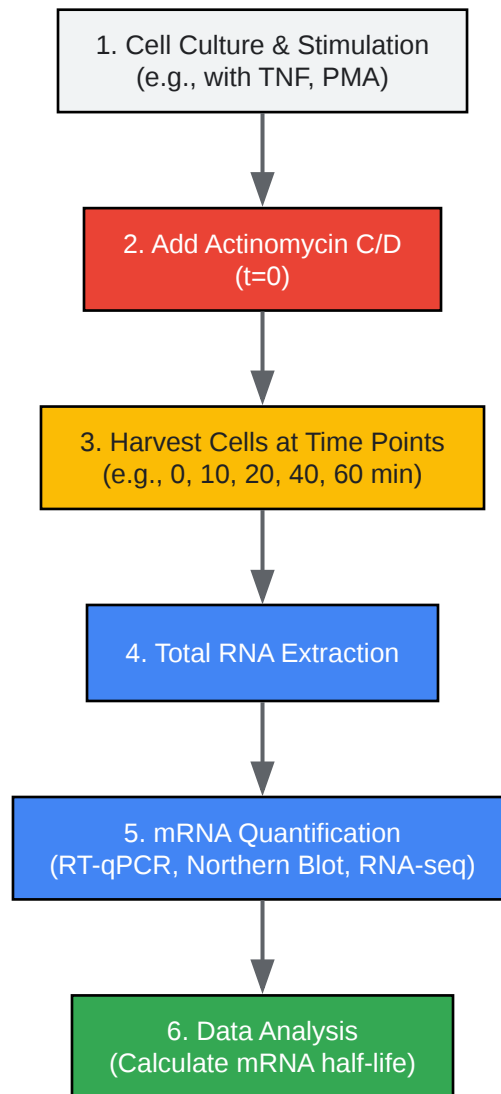 1. Cell Culture & Stimulation
(e.g., with TNF, PMA)
2. Add Actinomycin C/D
(t=0)
3. Harvest Cells at Time Points
(e.g., 0, 10, 20, 40, 60 min)
4. Total RNA Extraction
5. mRNA Quantification
(RT-qPCR, Northern Blot, RNA-seq)
6. Data Analysis
(Calculate mRNA half-life)